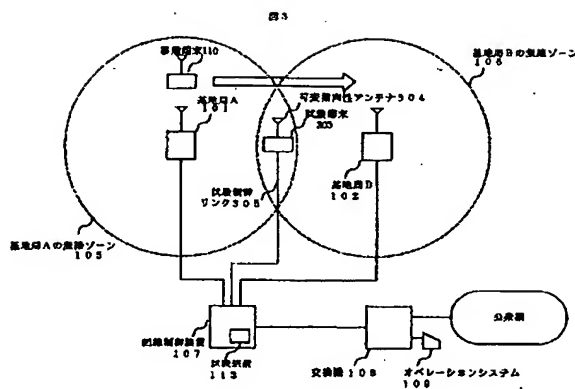 図3
移動端末110
基地局A
101
可変指向性アンテナ304
試験端末
303
基地局Bの無線ゾーン
106
基地局B
102
試験制御
リンク305
基地局Aの無線ゾーン
105
回線制御装置
107
試験装置
113
交換機108
公衆網
オペレーションシステム
109